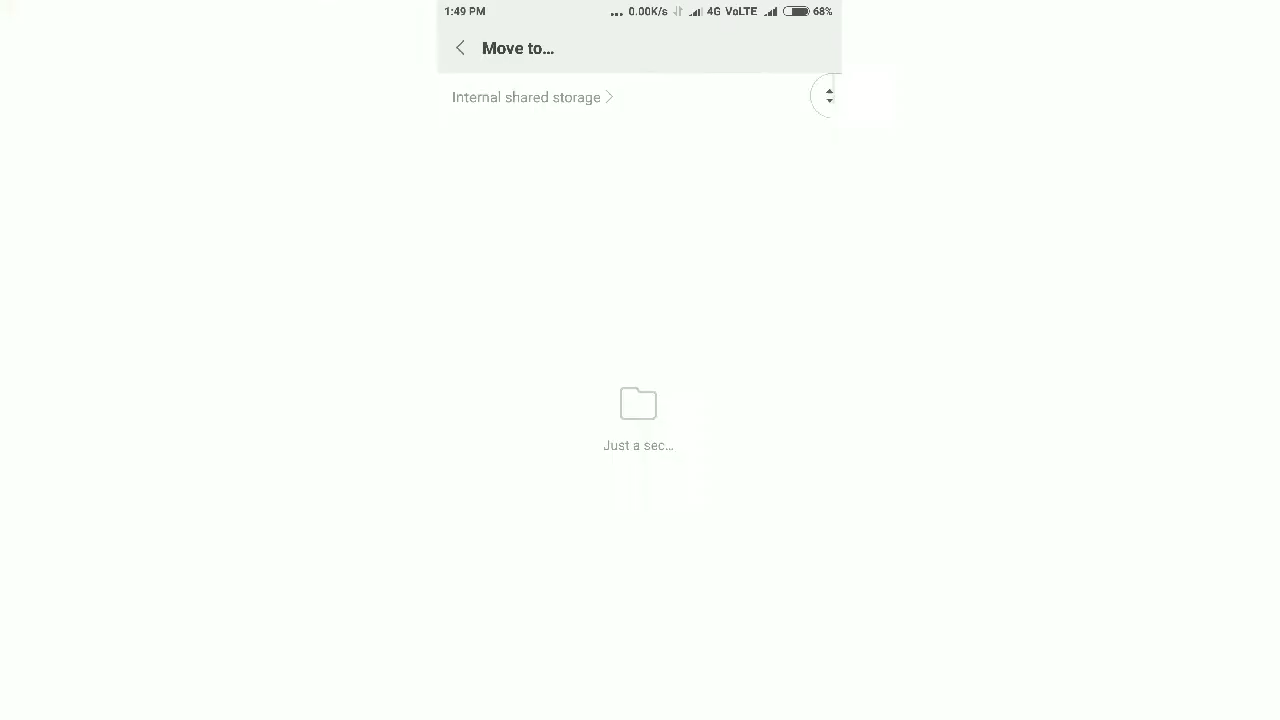 1:49 PM ... 0.00K/s 4G VoLTE 68%
Move to...
Internal shared storage
Just a sec...